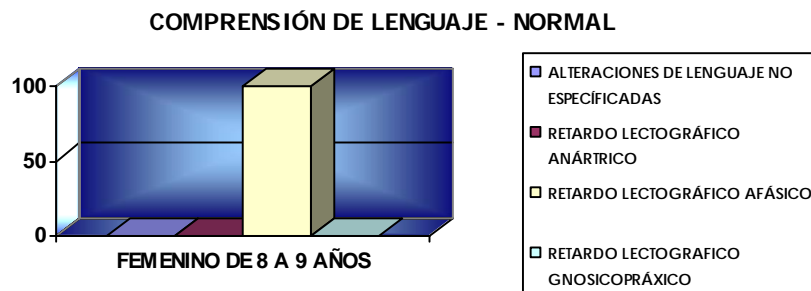 COMPRENSIÓN DE LENGUAJE - NORMAL
100
50
0
FEMENINO DE 8 A 9 AÑOS
ALTERACIONES DE LENGUAJE NO
ESPECÍFICADAS
RETARDO LECTOGRÁFICO
ANÁRTRICO
RETARDO LECTOGRÁFICO AFÁSICO
RETARDO LECTOGRAFICO
GNOSICOPRÁXICO